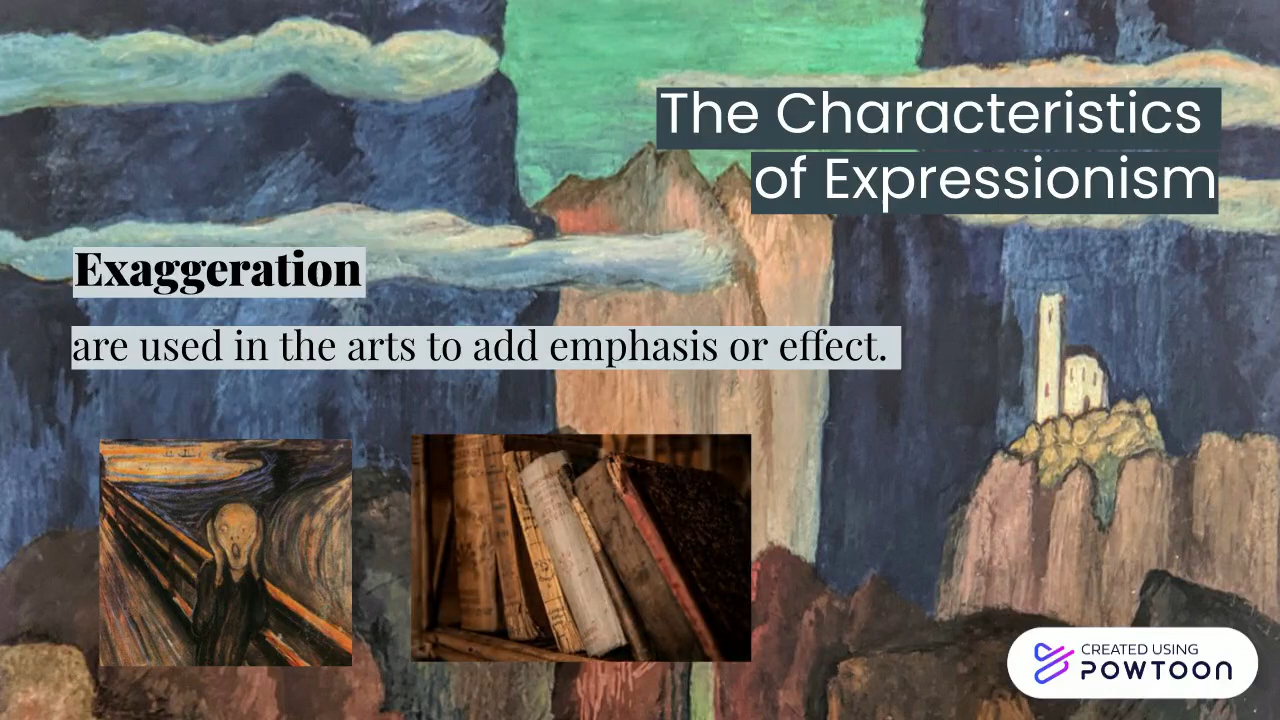 The Characteristics
of Expressionism
Exaggeration
are used in the arts to add emphasis or effect.
CREATED USING
POWTOON